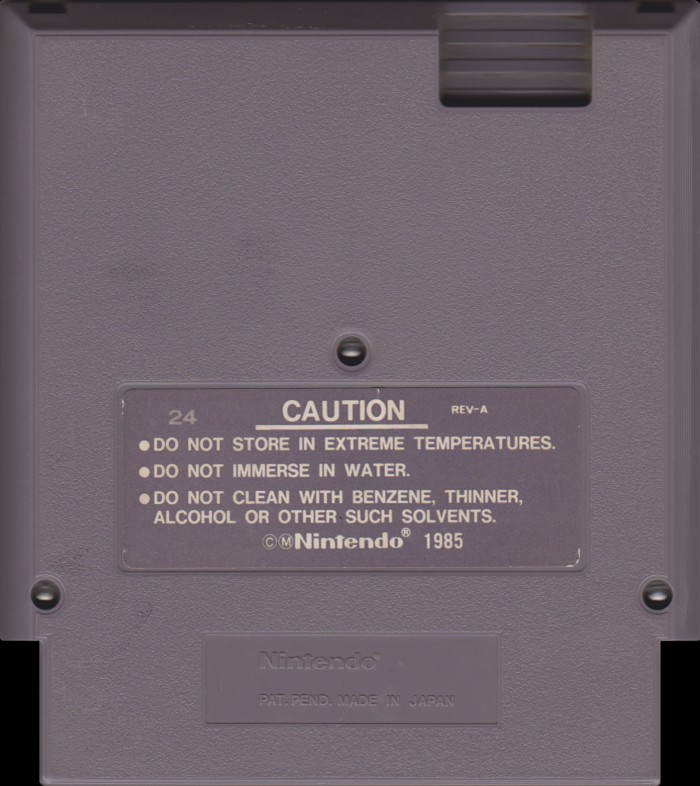 24 CAUTION REV-A
●DO NOT STORE IN EXTREME TEMPERATURES.
●DO NOT IMMERSE IN WATER.
●DO NOT CLEAN WITH BENZENE, THINNER,
ALCOHOL OR OTHER SUCH SOLVENTS.
©ⓂNintendo® 1985
Nintendo®
PAT. PEND. MADE IN JAPAN